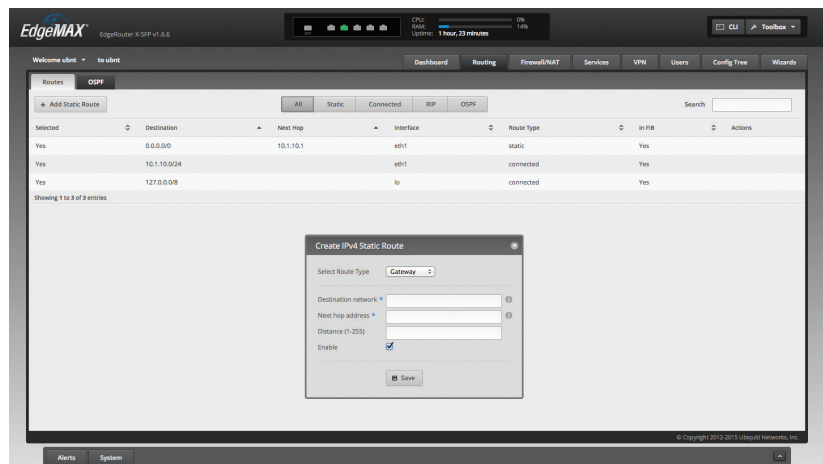 EdgeMAX® EdgeRouter X-SFP v1.6.6
CPU: 0%
RAM: 14%
Uptime: 1 hour, 23 minutes
CLI Toolbox
Welcome ubnt to ubnt
Dashboard Routing Firewall/NAT Services VPN Users Config Tree Wizards
Routes OSPF
+ Add Static Route All Static Connected RIP OSPF Search
Selected Destination Next Hop Interface Route Type in FIB Actions
Yes 0.0.0.0/0 10.1.10.1 eth1 static Yes
Yes 10.1.10.0/24 eth1 connected Yes
Yes 127.0.0.0/8 lo connected Yes
Showing 1 to 3 of 3 entries
Create IPv4 Static Route
Select Route Type Gateway
Destination network *
Next hop address *
Distance (1-255)
Enable
Save
© Copyright 2012-2015 Ubiquiti Networks, Inc.
Alerts System